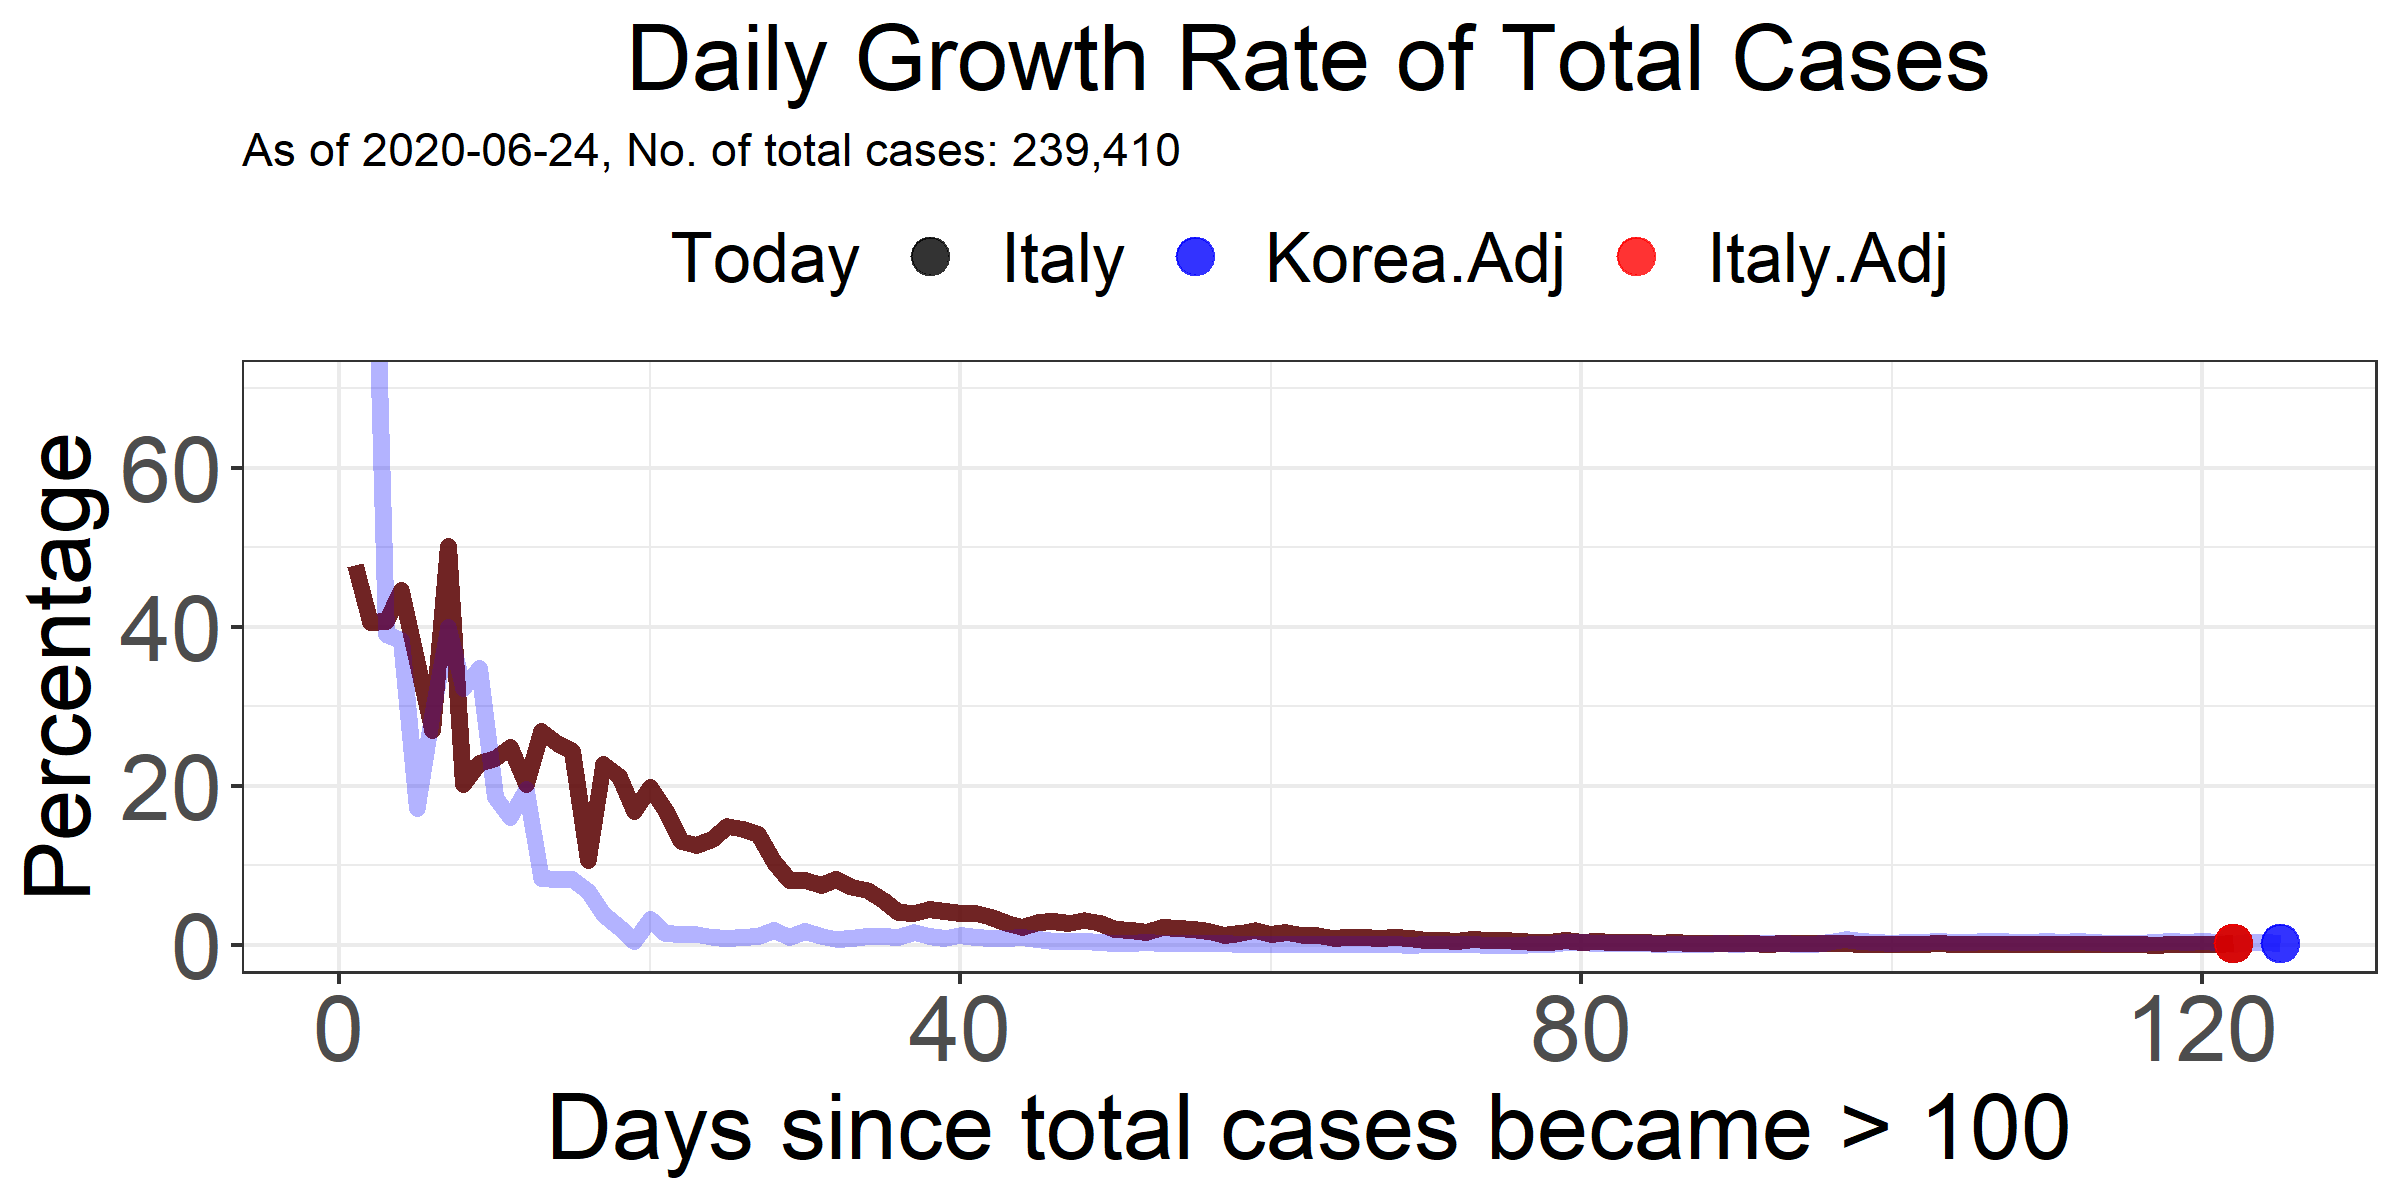 Daily Growth Rate of Total Cases
As of 2020-06-24, No. of total cases: 239,410
Today Italy Korea.Adj Italy.Adj
Percentage
60
40
20
0
0 40 80 120
Days since total cases became > 100